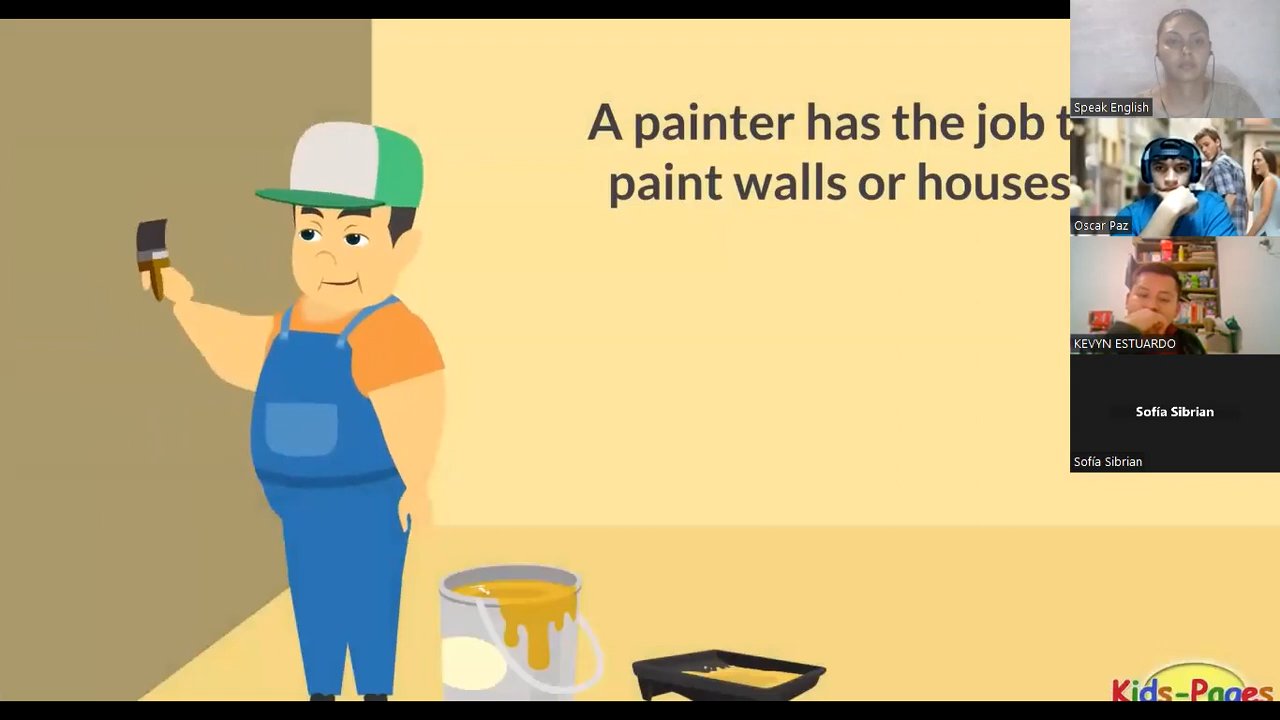 A painter has the job t
paint walls or houses
Speak English
Oscar Paz
KEVYN ESTUARDO
Sofía Sibrian
Sofía Sibrian
Kids-Pages